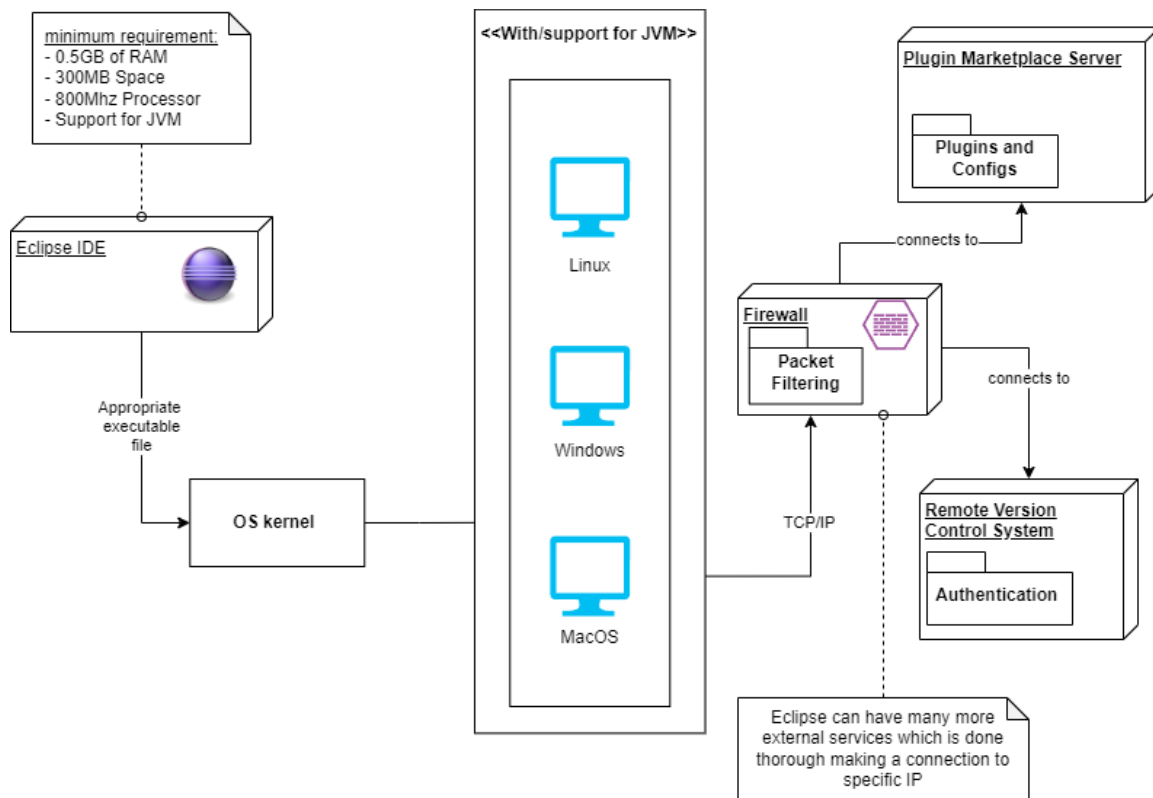 minimum requirement:
- 0.5GB of RAM
- 300MB Space
- 800Mhz Processor
- Support for JVM
Eclipse IDE
Appropriate
executable
file
OS kernel
<<With/support for JVM>>
Linux
Windows
MacOS
TCP/IP
Firewall
Packet
Filtering
connects to
Plugin Marketplace Server
Plugins and
Configs
connects to
Remote Version
Control System
Authentication
Eclipse can have many more
external services which is done
thorough making a connection to
specific IP